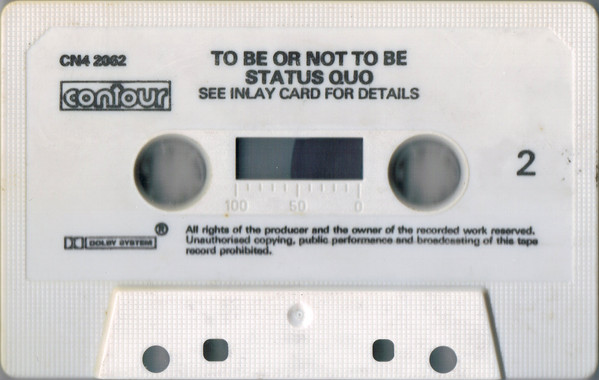 CN4 2062
TO BE OR NOT TO BE
STATUS QUO
SEE INLAY CARD FOR DETAILS
contour
2
100 50 0
®
DOLBY SYSTEM
All rights of the producer and the owner of the recorded work reserved.
Unauthorised copying, public performance and broadcasting of this tape
record prohibited.